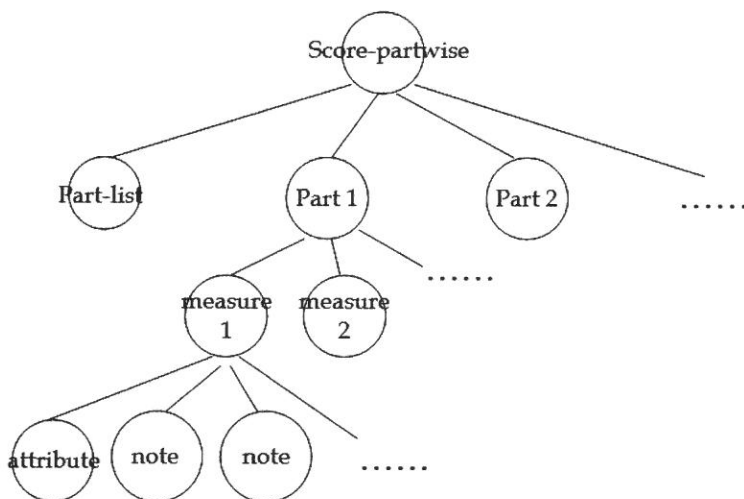 Score-partwise
Part-list
Part 1
Part 2
......
measure
1
measure
2
......
attribute
note
note
......